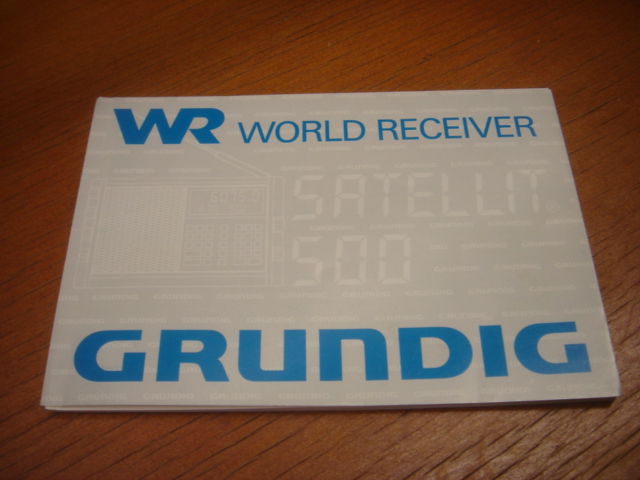 WR WORLD RECEIVER
SATELLIT
500
GRUNDIG